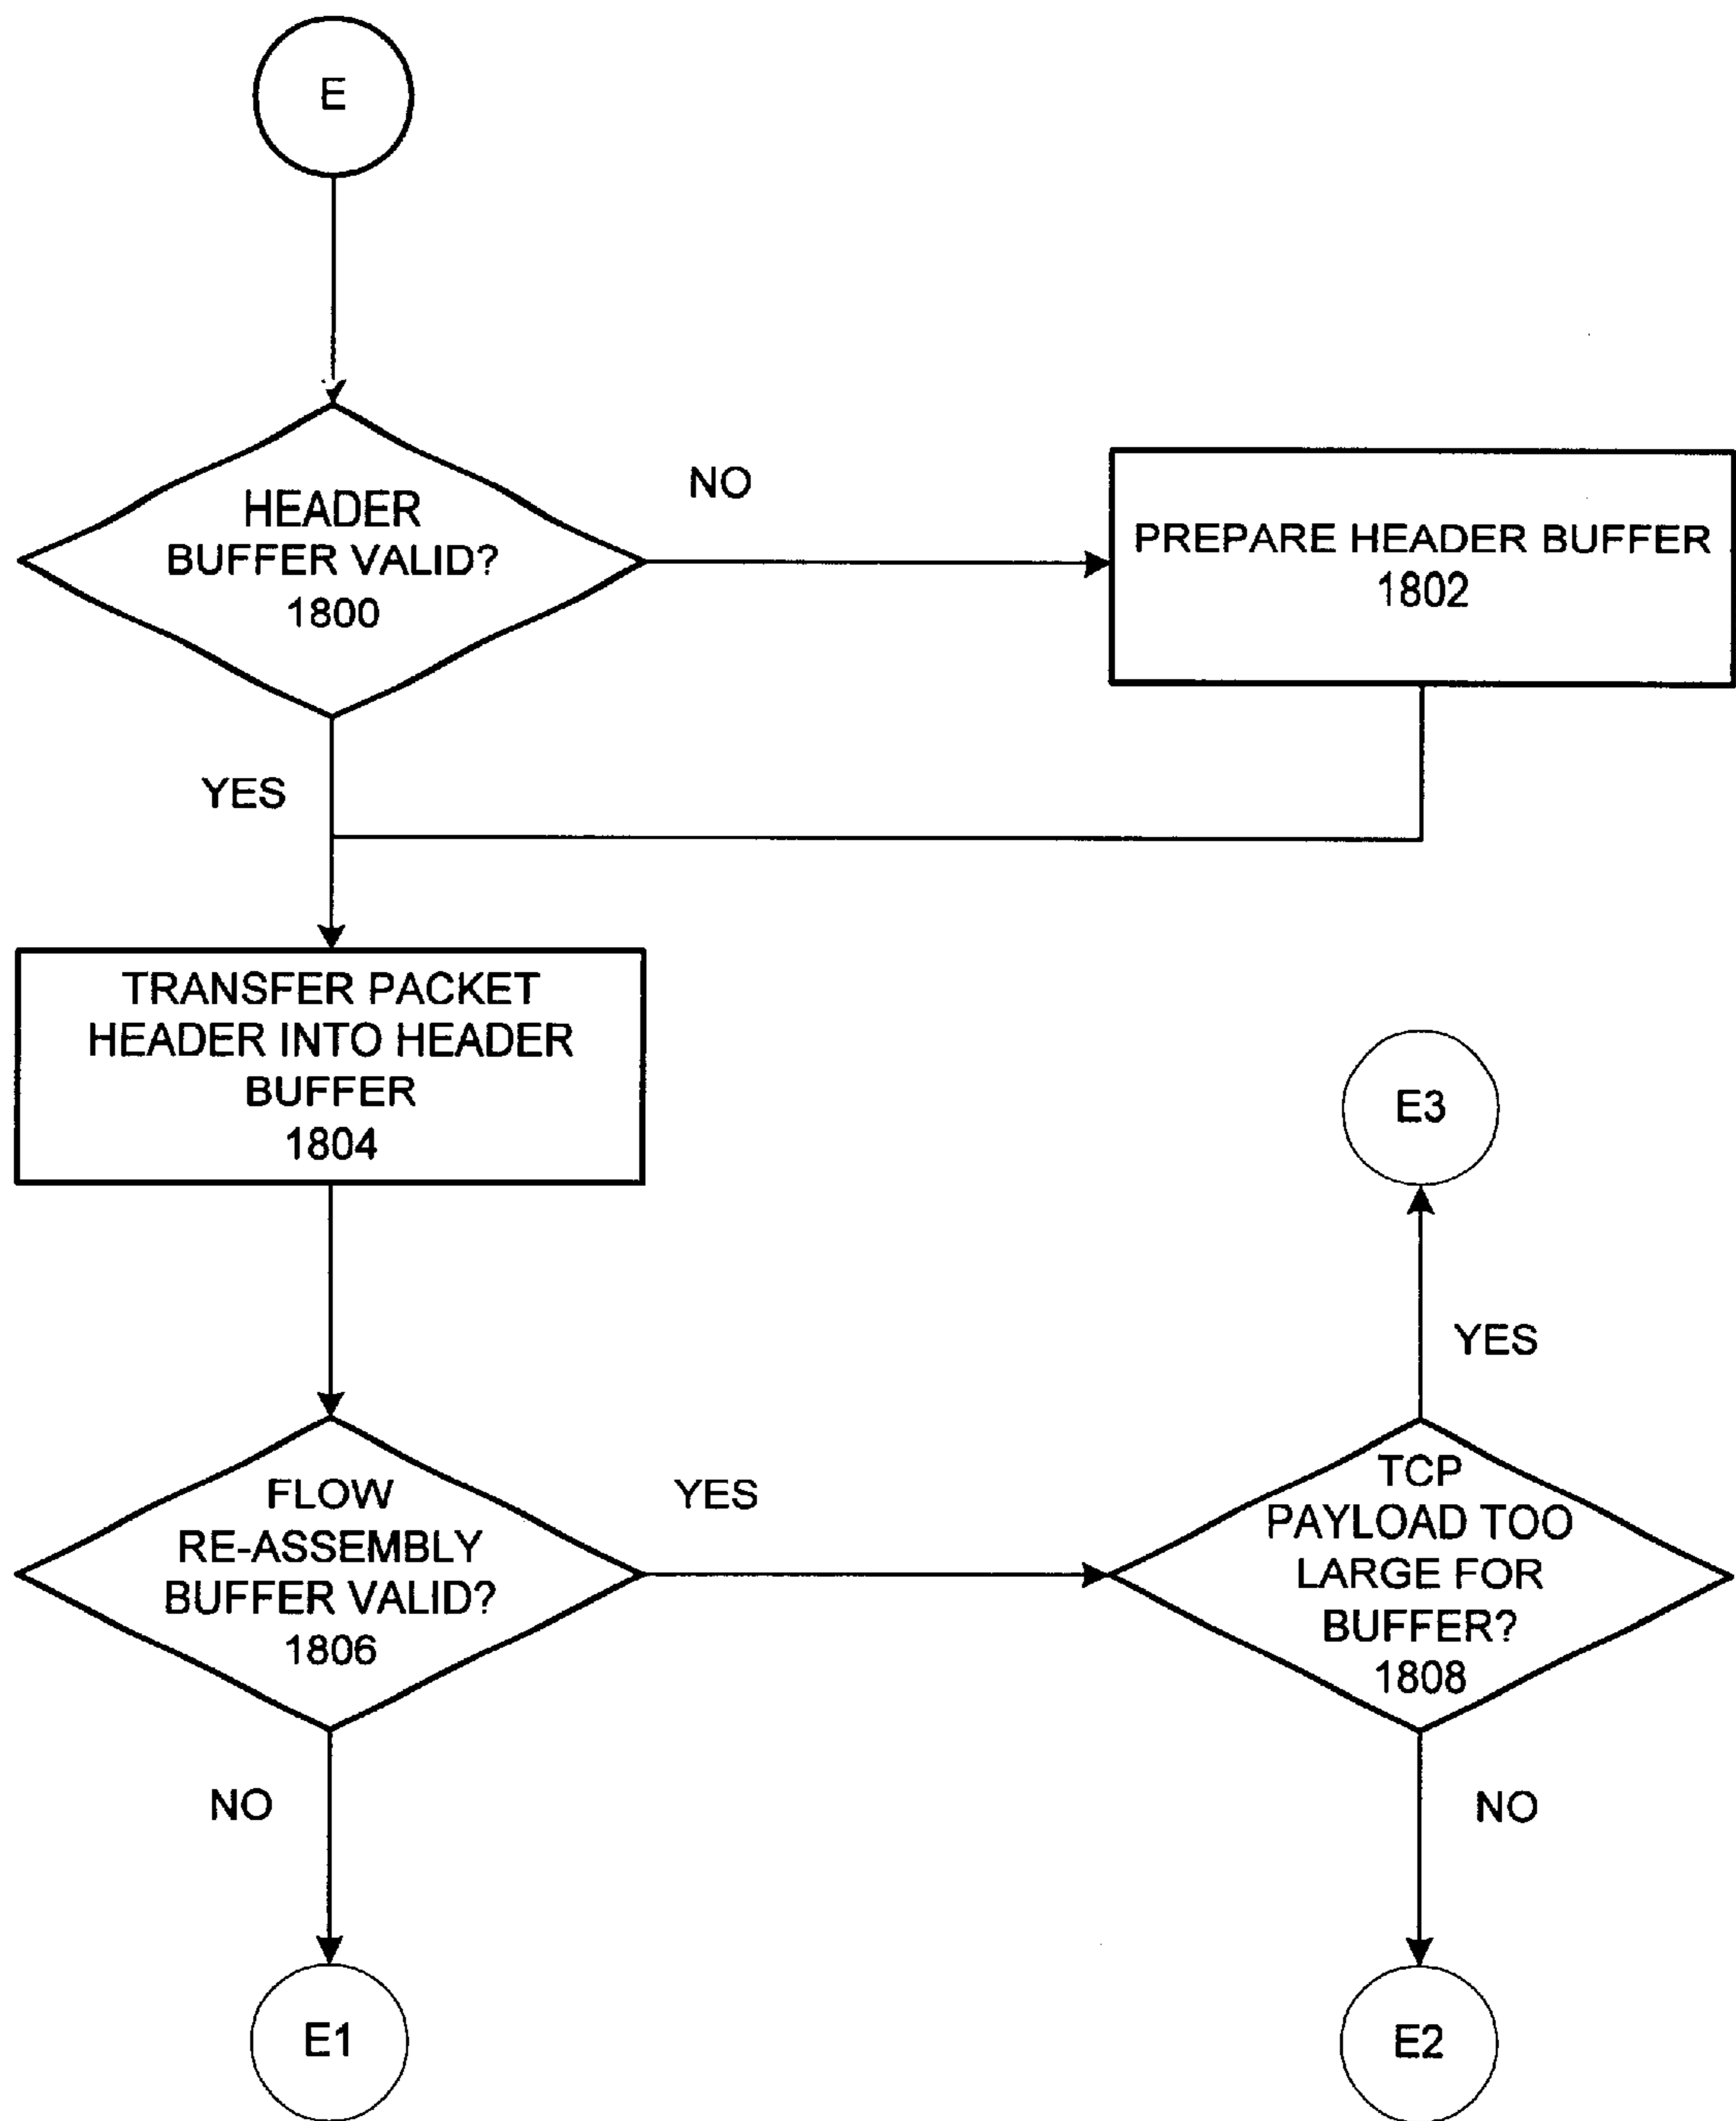 E
HEADER
BUFFER VALID?
1800
NO
PREPARE HEADER BUFFER
1802
YES
TRANSFER PACKET
HEADER INTO HEADER
BUFFER
1804
E3
YES
FLOW
RE-ASSEMBLY
BUFFER VALID?
1806
YES
TCP
PAYLOAD TOO
LARGE FOR
BUFFER?
1808
NO
NO
E1
E2